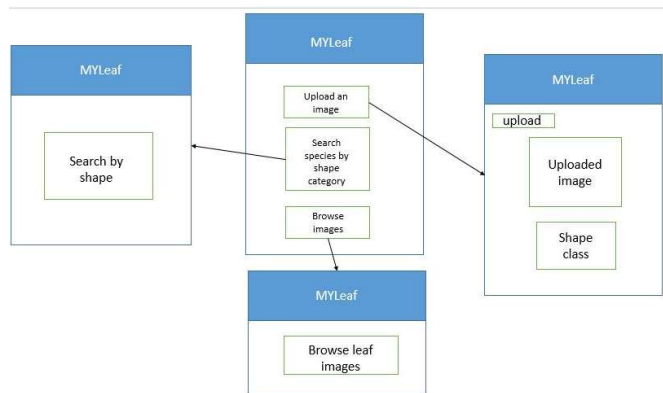 MYLeaf
Search by
shape
MYLeaf
Upload an
image
Search
species by
shape
category
Browse
images
MYLeaf
upload
Uploaded
image
Shape
class
MYLeaf
Browse leaf
images